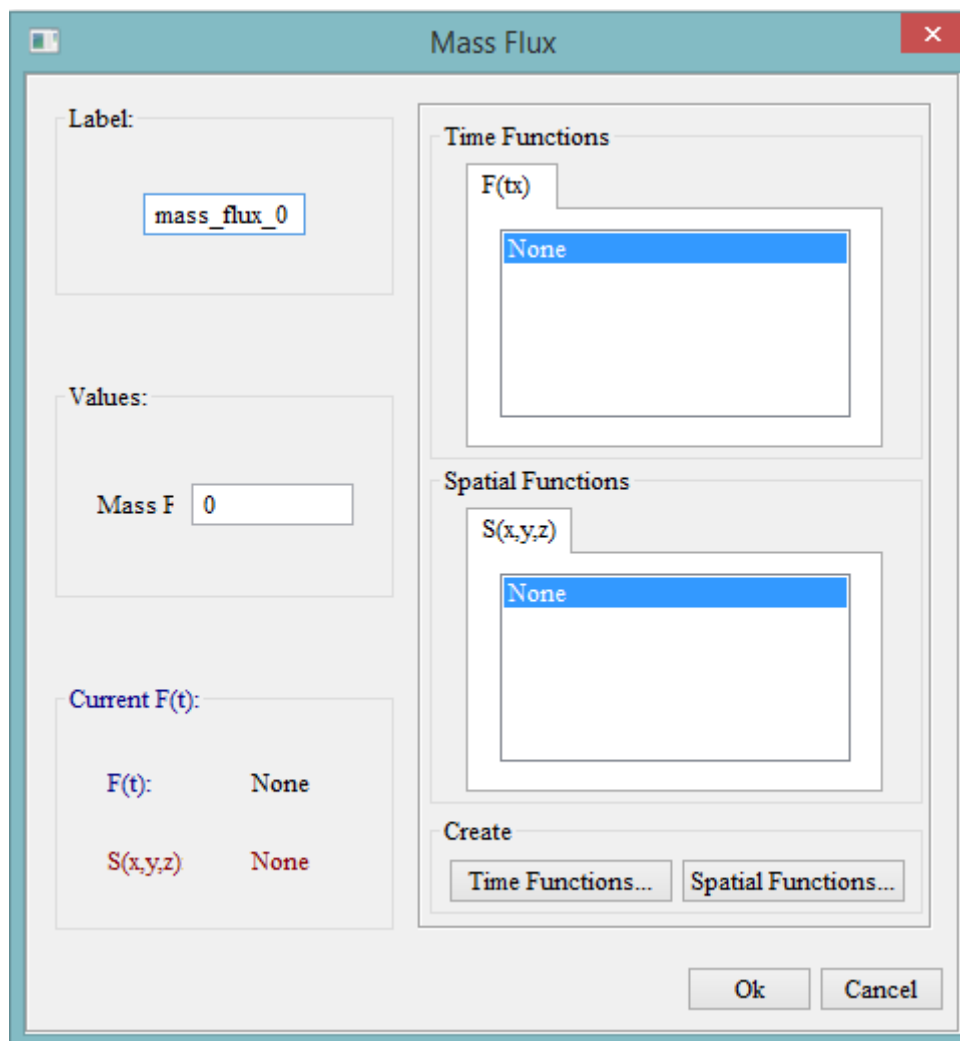 Mass Flux
Label:
mass_flux_0
Values:
Mass F 0
Current F(t):
F(t): None
S(x,y,z) None
Time Functions
F(tx)
None
Spatial Functions
S(x,y,z)
None
Create
Time Functions... Spatial Functions...
Ok Cancel